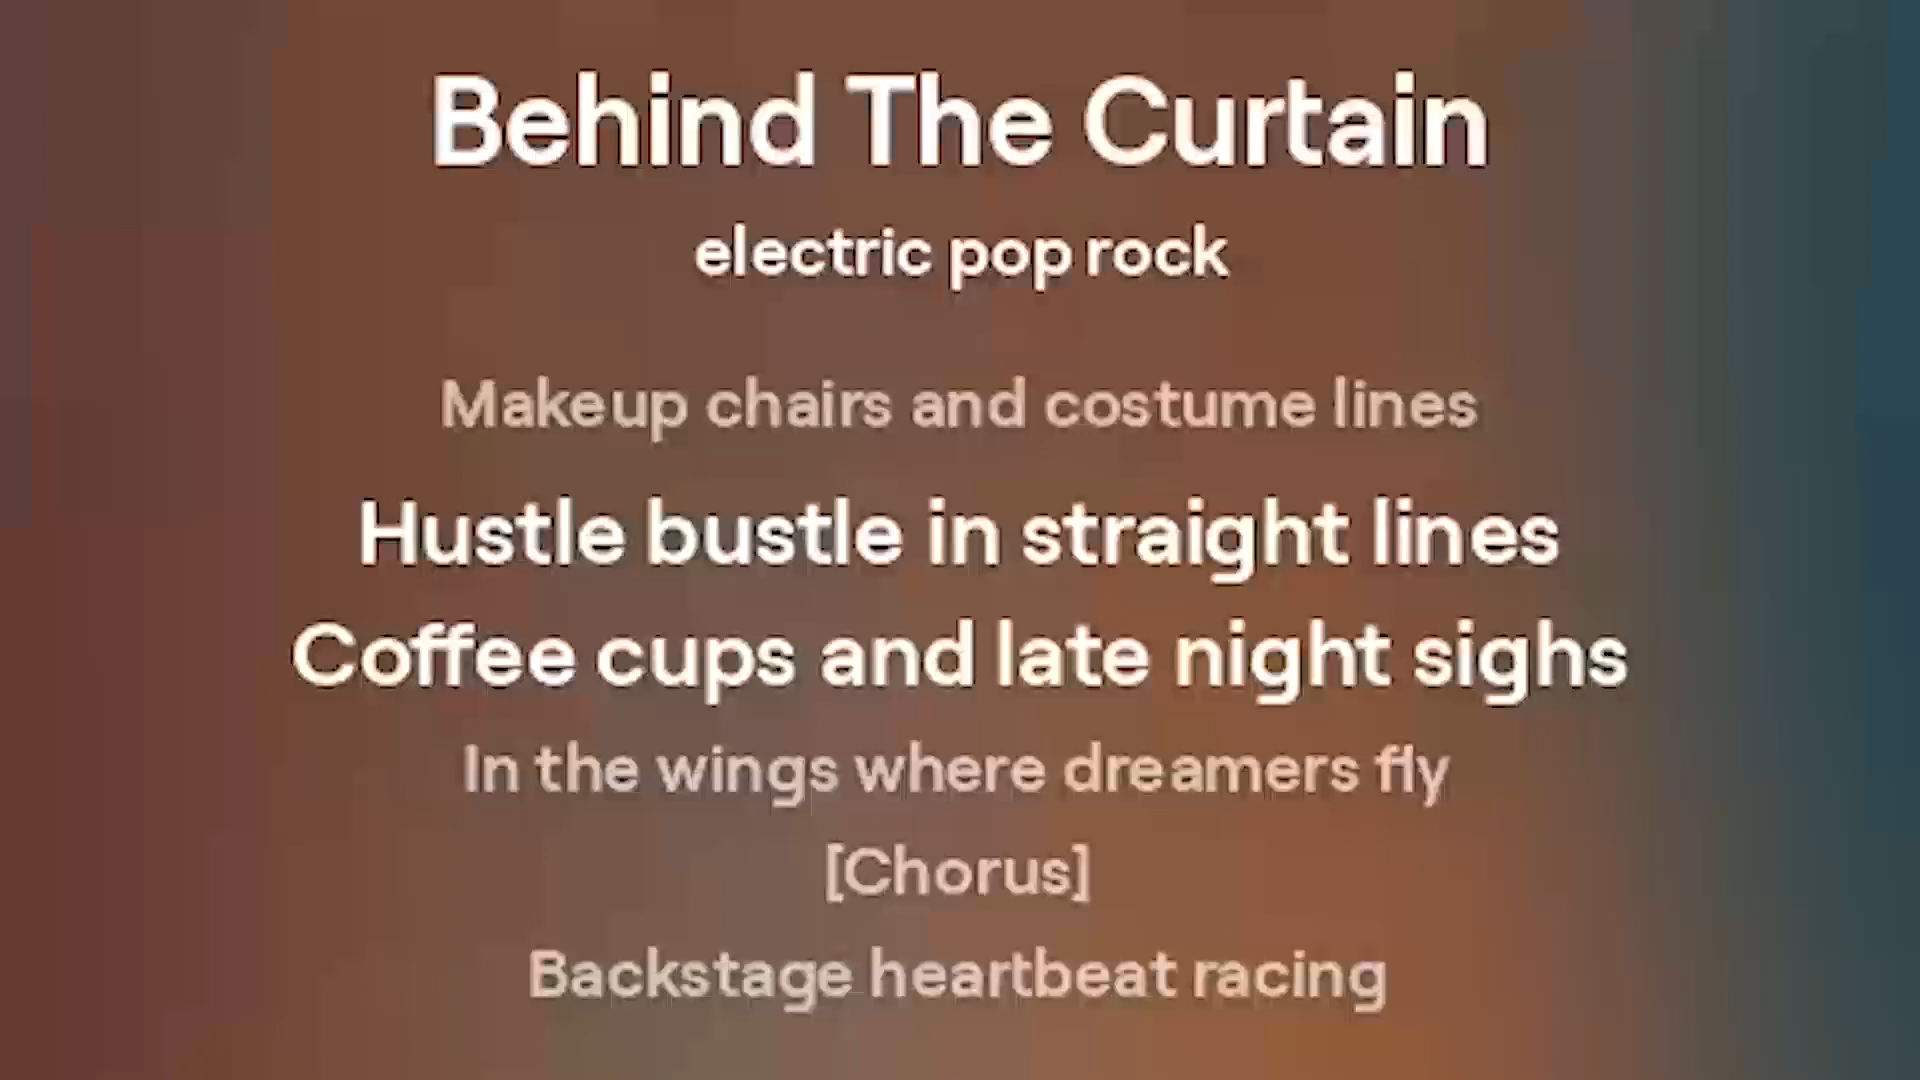 Behind The Curtain
electric pop rock
Makeup chairs and costume lines
Hustle bustle in straight lines
Coffee cups and late night sighs
In the wings where dreamers fly
[Chorus]
Backstage heartbeat racing